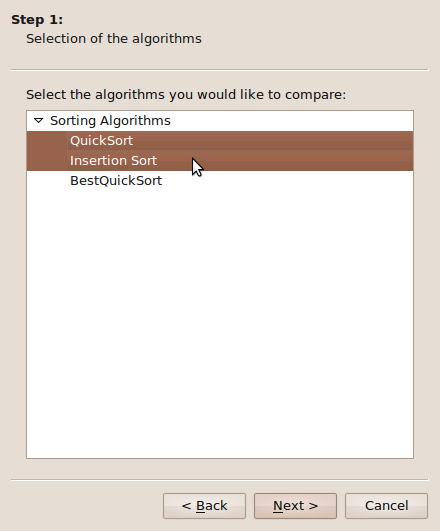 Step 1:
Selection of the algorithms
Select the algorithms you would like to compare:
Sorting Algorithms
QuickSort
Insertion Sort
BestQuickSort
< Back
Next >
Cancel